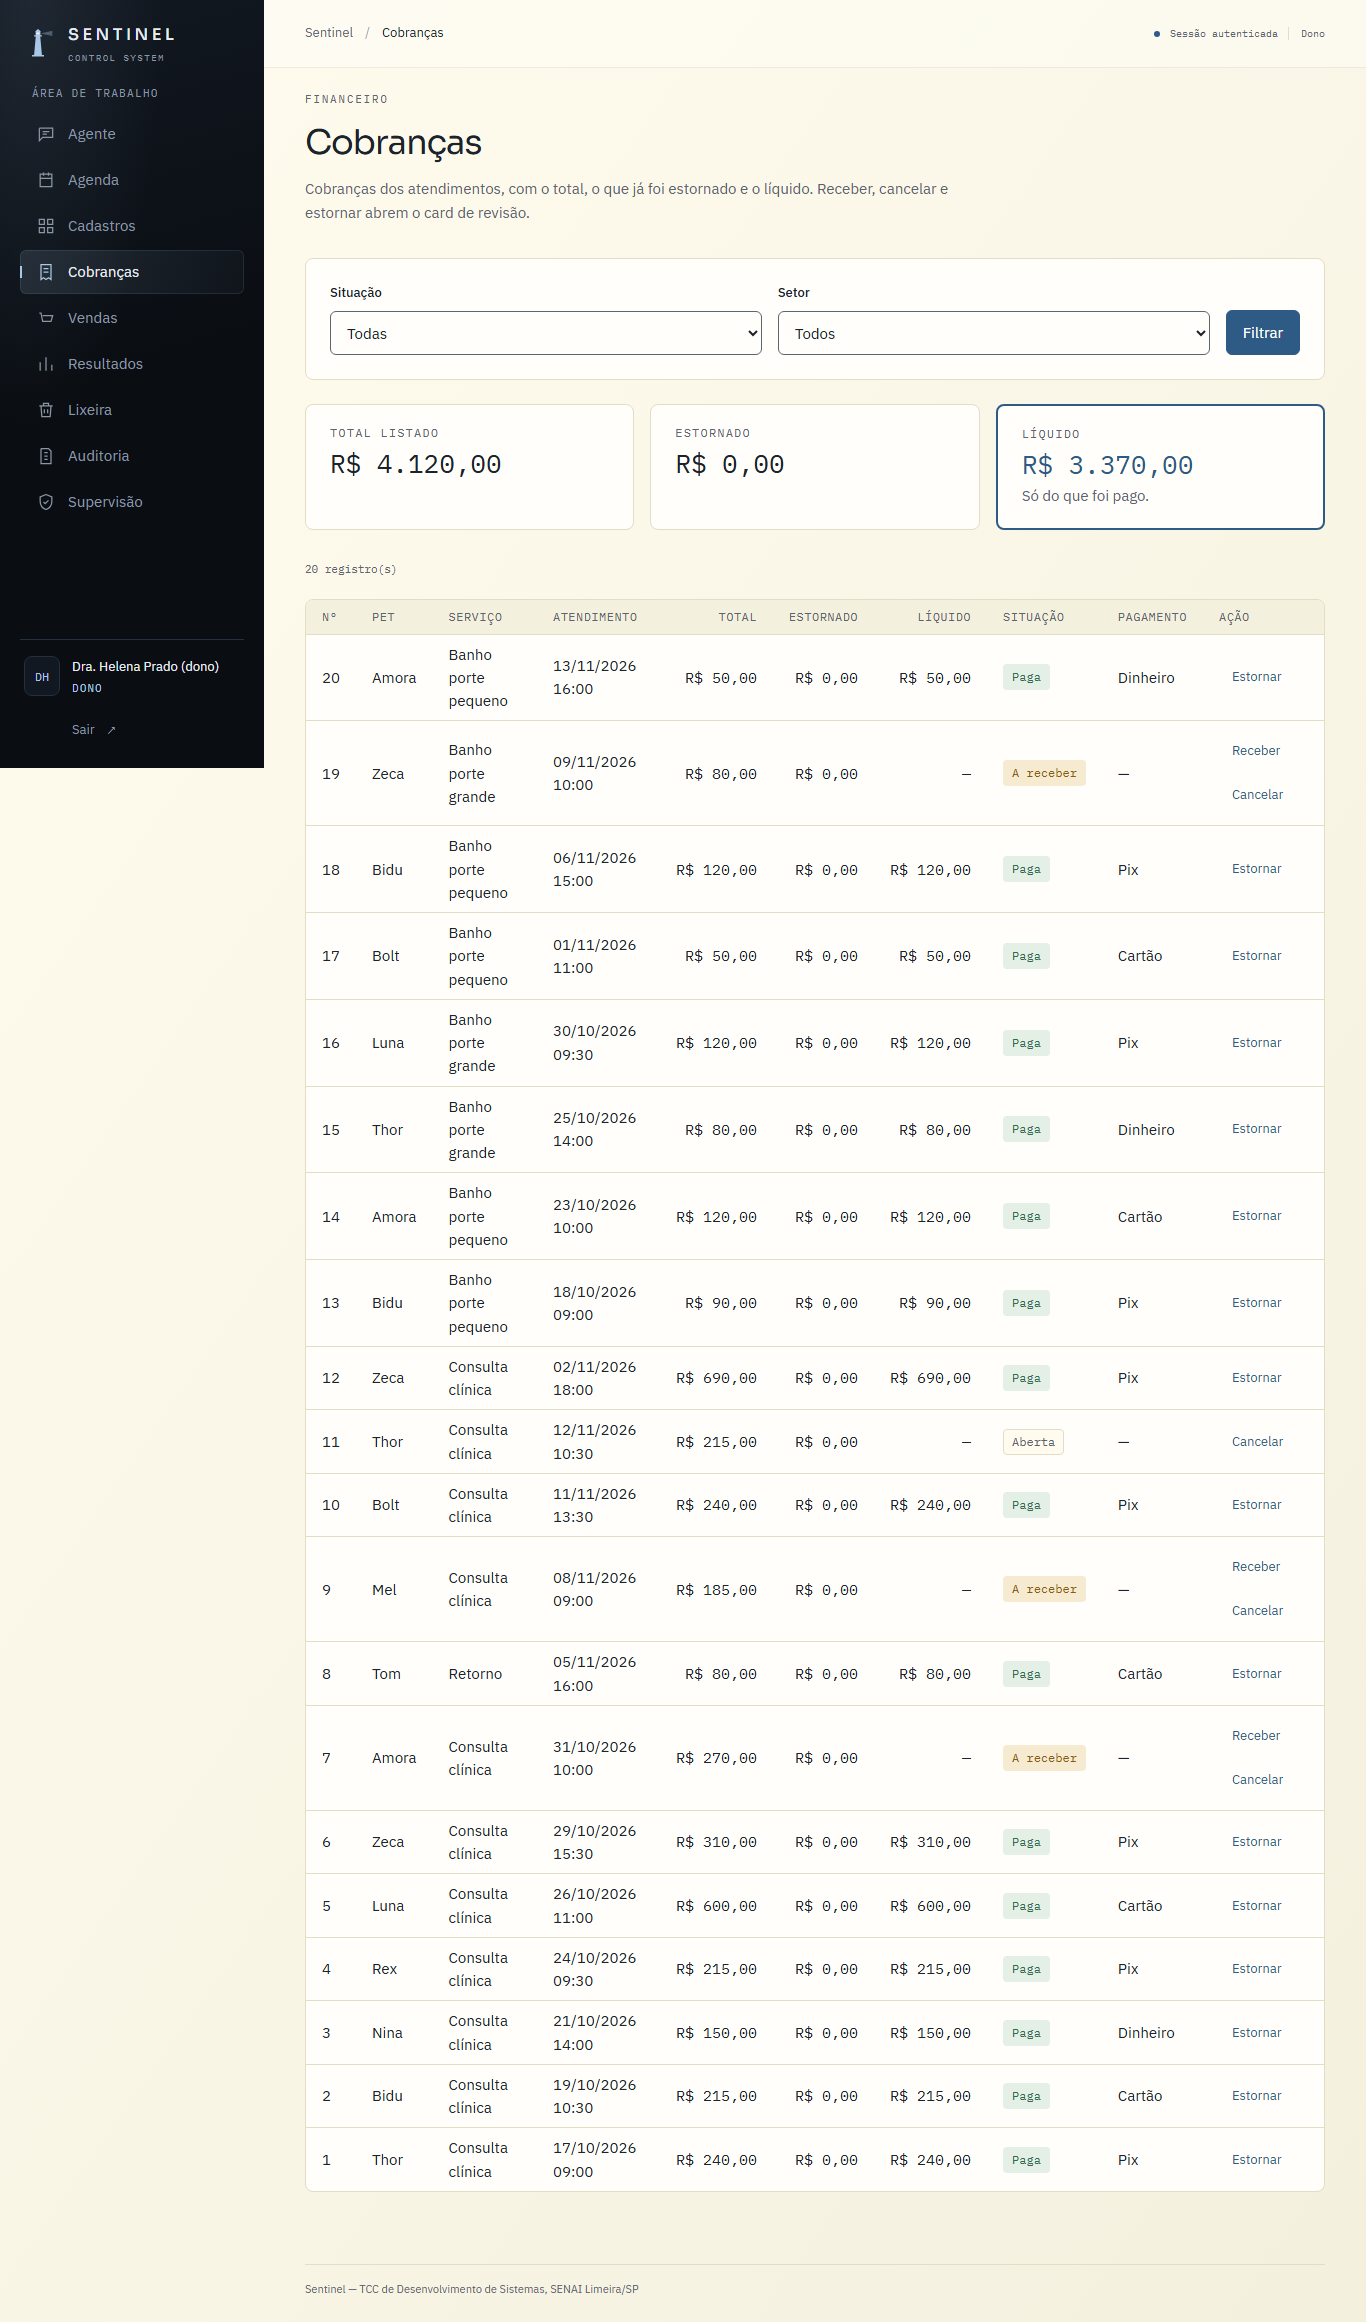 SENTINEL
CONTROL SYSTEM
ÁREA DE TRABALHO
Agente
Agenda
Cadastros
Cobranças
Vendas
Resultados
Lixeira
Auditoria
Supervisão
DH
Dra. Helena Prado (dono)
DONO
Sair ↗
Sentinel / Cobranças
Sessão autenticada
Dono
FINANCEIRO
Cobranças
Cobranças dos atendimentos, com o total, o que já foi estornado e o líquido. Receber, cancelar e
estornar abrem o card de revisão.
Situação
Todas
Setor
Todos
Filtrar
TOTAL LISTADO
R$ 4.120,00
ESTORNADO
R$ 0,00
LÍQUIDO
R$ 3.370,00
Só do que foi pago.
20 registro(s)
Nº PET SERVIÇO ATENDIMENTO TOTAL ESTORNADO LÍQUIDO SITUAÇÃO PAGAMENTO AÇÃO
20 Amora Banho porte pequeno 13/11/2026 16:00 R$ 50,00 R$ 0,00 R$ 50,00 Paga Dinheiro Estornar
19 Zeca Banho porte grande 09/11/2026 10:00 R$ 80,00 R$ 0,00 — A receber — Receber Cancelar
18 Bidu Banho porte pequeno 06/11/2026 15:00 R$ 120,00 R$ 0,00 R$ 120,00 Paga Pix Estornar
17 Bolt Banho porte pequeno 01/11/2026 11:00 R$ 50,00 R$ 0,00 R$ 50,00 Paga Cartão Estornar
16 Luna Banho porte grande 30/10/2026 09:30 R$ 120,00 R$ 0,00 R$ 120,00 Paga Pix Estornar
15 Thor Banho porte grande 25/10/2026 14:00 R$ 80,00 R$ 0,00 R$ 80,00 Paga Dinheiro Estornar
14 Amora Banho porte pequeno 23/10/2026 10:00 R$ 120,00 R$ 0,00 R$ 120,00 Paga Cartão Estornar
13 Bidu Banho porte pequeno 18/10/2026 09:00 R$ 90,00 R$ 0,00 R$ 90,00 Paga Pix Estornar
12 Zeca Consulta clínica 02/11/2026 18:00 R$ 690,00 R$ 0,00 R$ 690,00 Paga Pix Estornar
11 Thor Consulta clínica 12/11/2026 10:30 R$ 215,00 R$ 0,00 — Aberta — Cancelar
10 Bolt Consulta clínica 11/11/2026 13:30 R$ 240,00 R$ 0,00 R$ 240,00 Paga Pix Estornar
9 Mel Consulta clínica 08/11/2026 09:00 R$ 185,00 R$ 0,00 — A receber — Receber Cancelar
8 Tom Retorno 05/11/2026 16:00 R$ 80,00 R$ 0,00 R$ 80,00 Paga Cartão Estornar
7 Amora Consulta clínica 31/10/2026 10:00 R$ 270,00 R$ 0,00 — A receber — Receber Cancelar
6 Zeca Consulta clínica 29/10/2026 15:30 R$ 310,00 R$ 0,00 R$ 310,00 Paga Pix Estornar
5 Luna Consulta clínica 26/10/2026 11:00 R$ 600,00 R$ 0,00 R$ 600,00 Paga Cartão Estornar
4 Rex Consulta clínica 24/10/2026 09:30 R$ 215,00 R$ 0,00 R$ 215,00 Paga Pix Estornar
3 Nina Consulta clínica 21/10/2026 14:00 R$ 150,00 R$ 0,00 R$ 150,00 Paga Dinheiro Estornar
2 Bidu Consulta clínica 19/10/2026 10:30 R$ 215,00 R$ 0,00 R$ 215,00 Paga Cartão Estornar
1 Thor Consulta clínica 17/10/2026 09:00 R$ 240,00 R$ 0,00 R$ 240,00 Paga Pix Estornar
Sentinel — TCC de Desenvolvimento de Sistemas, SENAI Limeira/SP